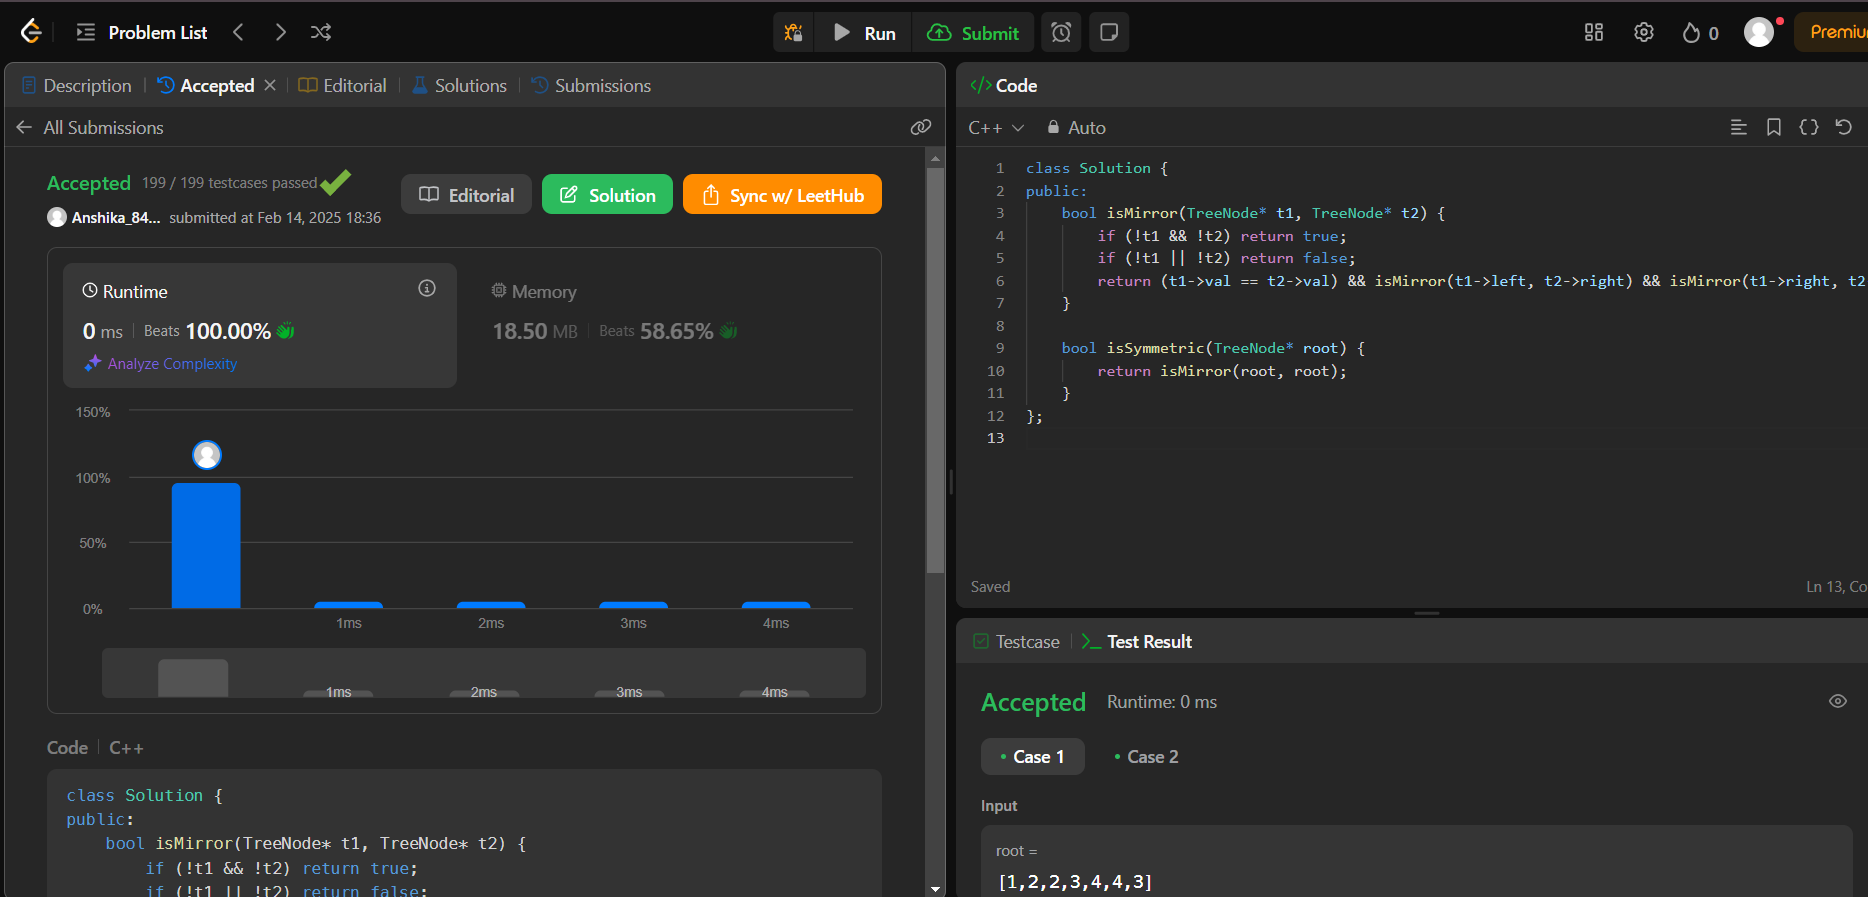 Problem List
Run
Submit
0
Premiu
Description
Accepted
Editorial
Solutions
Submissions
All Submissions
Accepted 199 / 199 testcases passed
Anshika_84... submitted at Feb 14, 2025 18:36
Editorial
Solution
Sync w/ LeetHub
Runtime
0 ms | Beats 100.00%
Analyze Complexity
Memory
18.50 MB | Beats 58.65%
150%
100%
50%
0%
1ms 2ms 3ms 4ms
1ms 2ms 3ms 4ms
Code | C++
class Solution {
public:
    bool isMirror(TreeNode* t1, TreeNode* t2) {
        if (!t1 && !t2) return true;
        if (!t1 || !t2) return false;
</> Code
C++ Auto
1 class Solution {
2 public:
3     bool isMirror(TreeNode* t1, TreeNode* t2) {
4         if (!t1 && !t2) return true;
5         if (!t1 || !t2) return false;
6         return (t1->val == t2->val) && isMirror(t1->left, t2->right) && isMirror(t1->right, t2
7     }
8
9     bool isSymmetric(TreeNode* root) {
10         return isMirror(root, root);
11     }
12 };
13
Saved
Ln 13, Co
Testcase
Test Result
Accepted Runtime: 0 ms
• Case 1
• Case 2
Input
root =
[1,2,2,3,4,4,3]